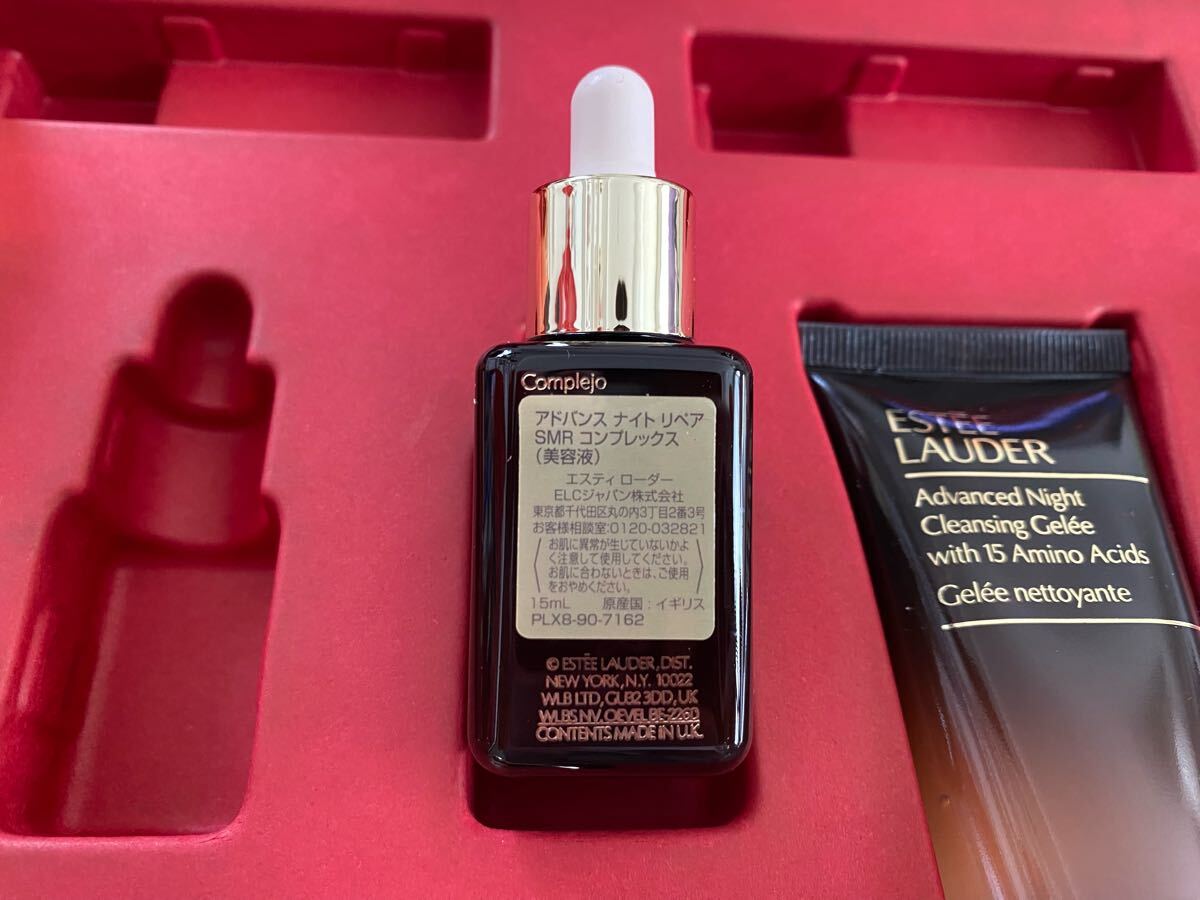 Complejo
アドバンス ナイト リペア
SMR コンプレックス
(美容液)
エスティ ローダー
ELCジャパン株式会社
東京都千代田区丸の内3丁目2番3号
お客様相談室:0120-032821
お肌に異常が生じていないかよ
く注意して使用してください。
お肌に合わないときは、ご使用
をおやめください。
15mL 原産国:イギリス
PLX8-90-7162
© ESTĒE LAUDER, DIST.
NEW YORK, N.Y. 10022
WLB LTD, GU32 3DD, UK
WLBS NV. OEVEL BE-2260
CONTENTS MADE IN U.K.
ESTĒE
LAUDER
Advanced Night
Cleansing Gelée
with 15 Amino Acids
Gelée nettoyante